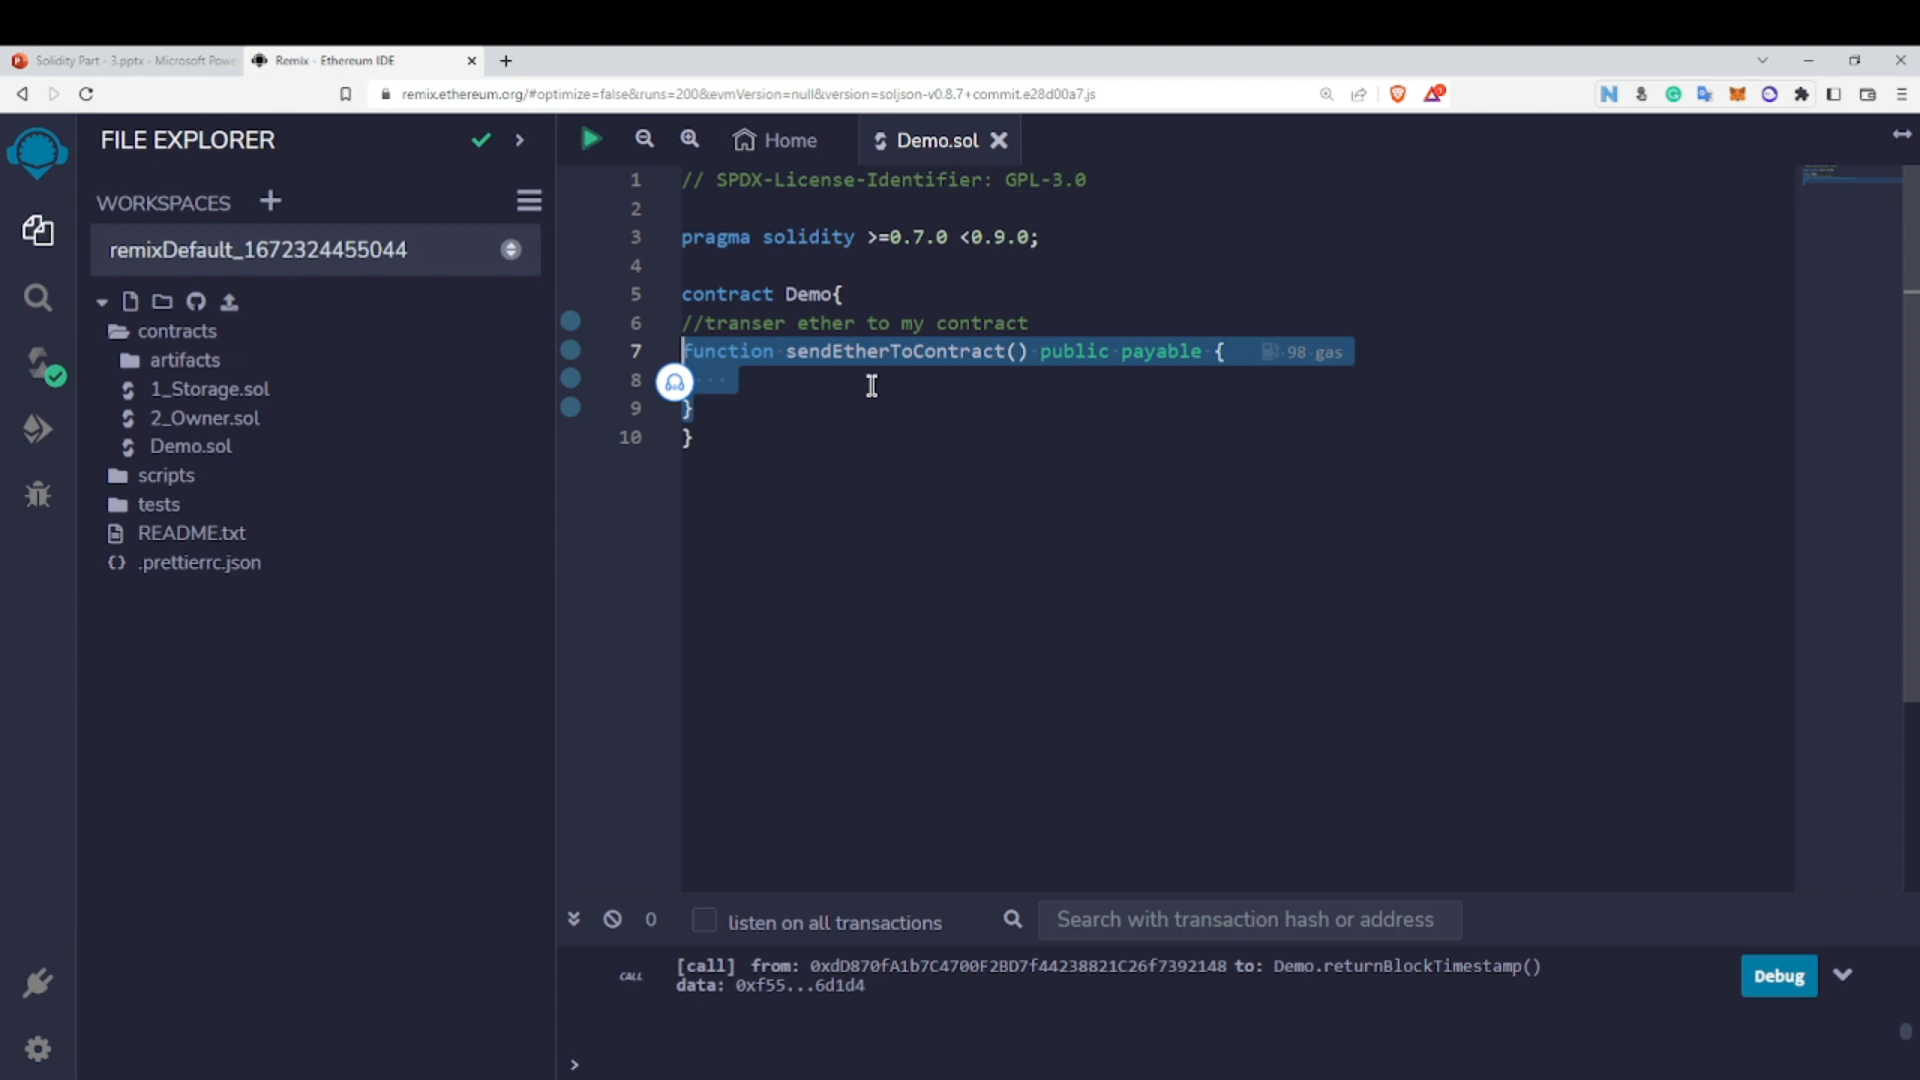 Solidity Part - 3.pptx - Microsoft Powe
Remix - Ethereum IDE
remix.ethereum.org/#optimize=false&runs=200&evmVersion=null&version=soljson-v0.8.7+commit.e28d00a7.js
FILE EXPLORER
Home
Demo.sol
WORKSPACES
remixDefault_1672324455044
contracts
artifacts
1_Storage.sol
2_Owner.sol
Demo.sol
scripts
tests
README.txt
.prettierrc.json
1 // SPDX-License-Identifier: GPL-3.0
2
3 pragma solidity >=0.7.0 <0.9.0;
4
5 contract Demo{
6 //transer ether to my contract
7 function sendEtherToContract() public payable { 98 gas
8
9 }
10 }
0
listen on all transactions
Search with transaction hash or address
CALL
[call] from: 0xdD870fA1b7C4700F2BD7f44238821C26f7392148 to: Demo.returnBlockTimestamp()
data: 0xf55...6d1d4
Debug
>